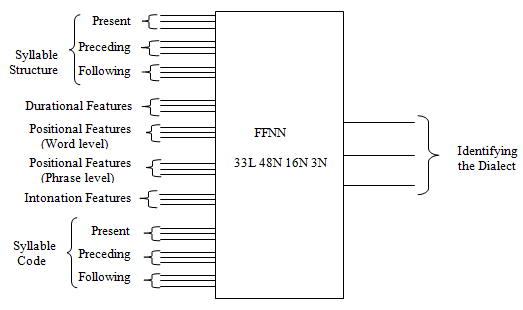 Present
Preceding
Following
Syllable
Structure
Durational Features
Positional Features
(Word level)
Positional Features
(Phrase level)
Intonation Features
Present
Preceding
Following
Syllable
Code
FFNN
33L 48N 16N 3N
Identifying
the Dialect